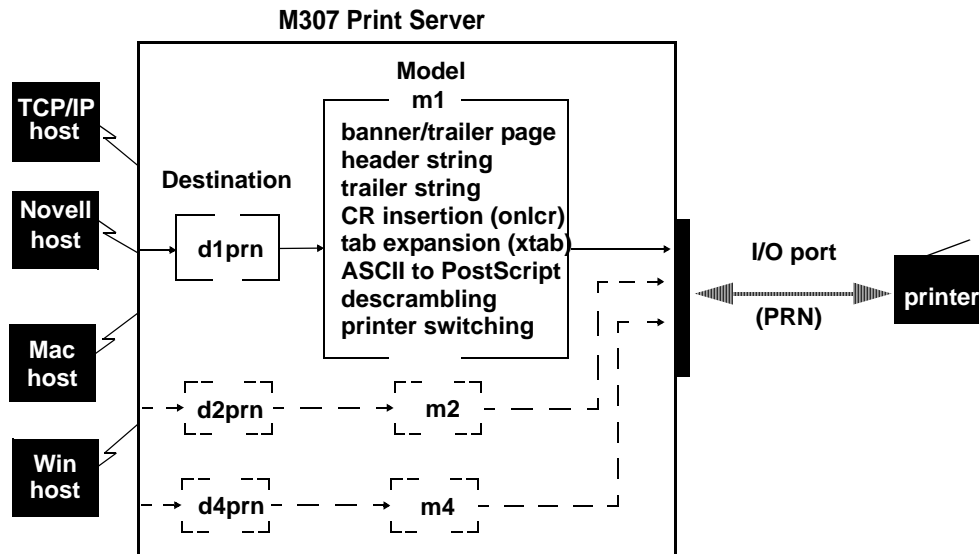 M307 Print Server
TCP/IP
host
Novell
host
Mac
host
Win
host
Destination
d1prn
Model
m1
banner/trailer page
header string
trailer string
CR insertion (onlcr)
tab expansion (xtab)
ASCII to PostScript
descrambling
printer switching
d2prn
m2
d4prn
m4
I/O port
(PRN)
printer